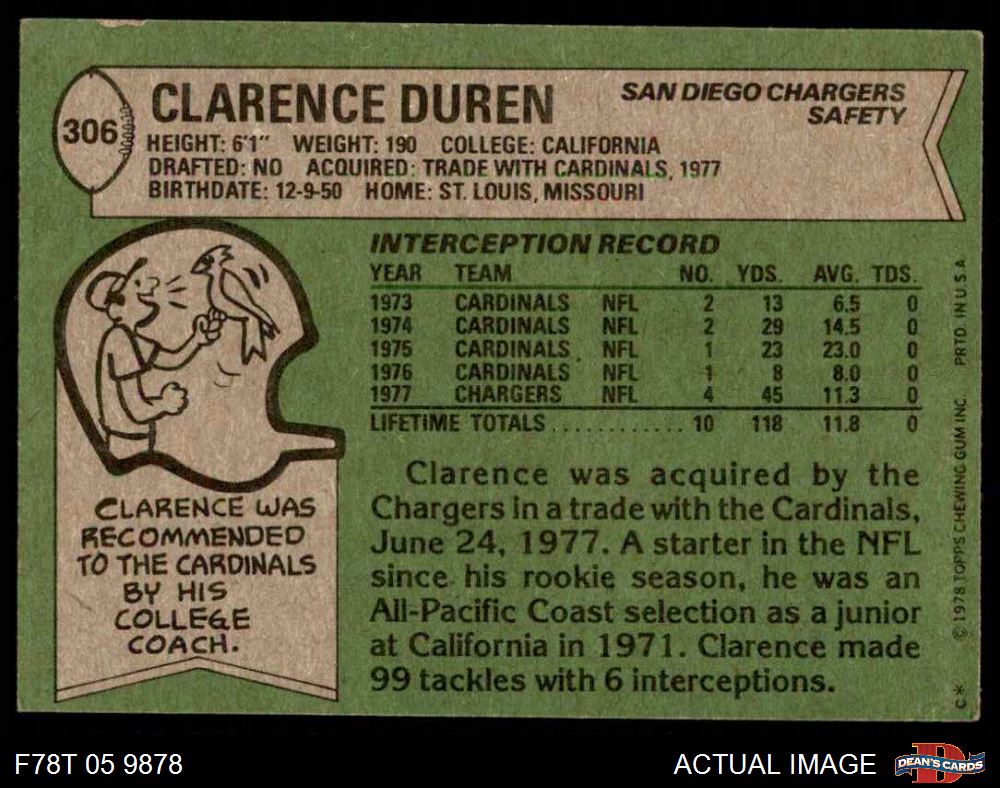 306
CLARENCE DUREN
SAN DIEGO CHARGERS
SAFETY
HEIGHT: 6'1" WEIGHT: 190 COLLEGE: CALIFORNIA
DRAFTED: NO ACQUIRED: TRADE WITH CARDINALS, 1977
BIRTHDATE: 12-9-50 HOME: ST. LOUIS, MISSOURI
INTERCEPTION RECORD
YEAR TEAM NO. YDS. AVG. TDS.
1973 CARDINALS NFL 2 13 6.5 0
1974 CARDINALS NFL 2 29 14.5 0
1975 CARDINALS NFL 1 23 23.0 0
1976 CARDINALS NFL 1 8 8.0 0
1977 CHARGERS NFL 4 45 11.3 0
LIFETIME TOTALS............ 10 118 11.8 0
CLARENCE WAS
RECOMMENDED
TO THE CARDINALS
BY HIS
COLLEGE
COACH.
Clarence was acquired by the
Chargers in a trade with the Cardinals,
June 24, 1977. A starter in the NFL
since his rookie season, he was an
All-Pacific Coast selection as a junior
at California in 1971. Clarence made
99 tackles with 6 interceptions.
C* © 1978 TOPPS CHEWING GUM INC. PRTD. IN U.S.A
F78T 05 9878
ACTUAL IMAGE
DEAN'S CARDS